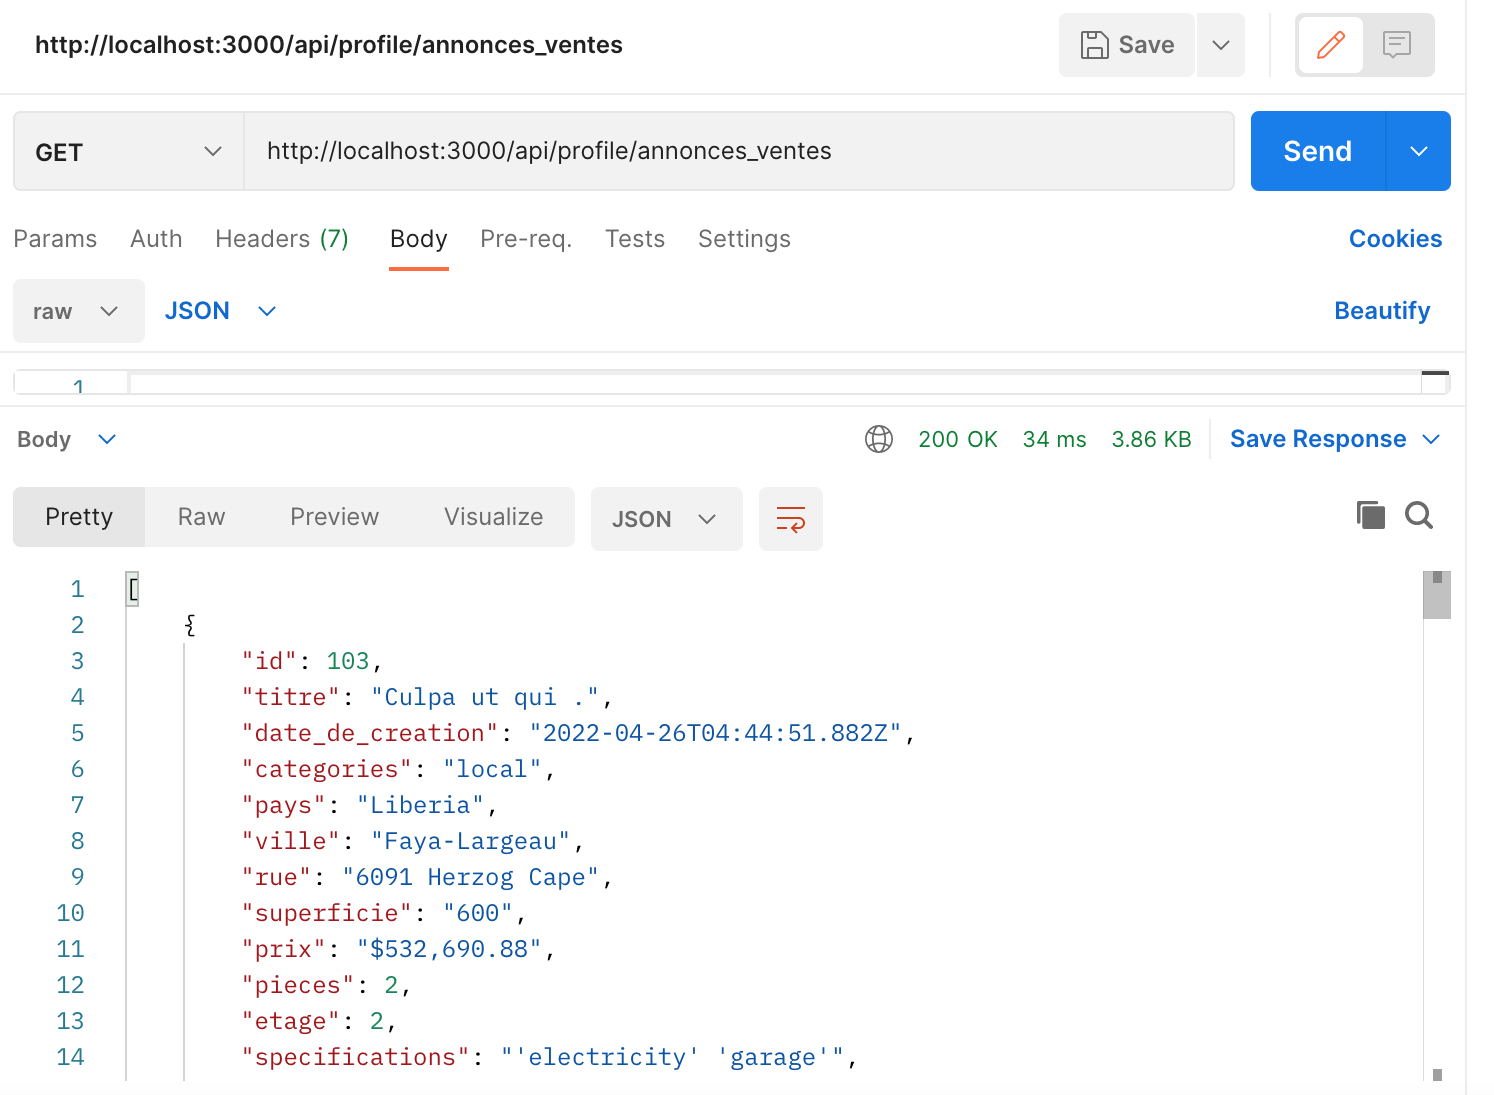 http://localhost:3000/api/profile/annonces_ventes
Save
GET
http://localhost:3000/api/profile/annonces_ventes
Send
Params Auth Headers (7) Body Pre-req. Tests Settings Cookies
raw JSON Beautify
1
Body 200 OK 34 ms 3.86 KB Save Response
Pretty Raw Preview Visualize JSON
1 [
2 {
3 "id": 103,
4 "titre": "Culpa ut qui .",
5 "date_de_creation": "2022-04-26T04:44:51.882Z",
6 "categories": "local",
7 "pays": "Liberia",
8 "ville": "Faya-Largeau",
9 "rue": "6091 Herzog Cape",
10 "superficie": "600",
11 "prix": "$532,690.88",
12 "pieces": 2,
13 "etage": 2,
14 "specifications": "'electricity' 'garage'",